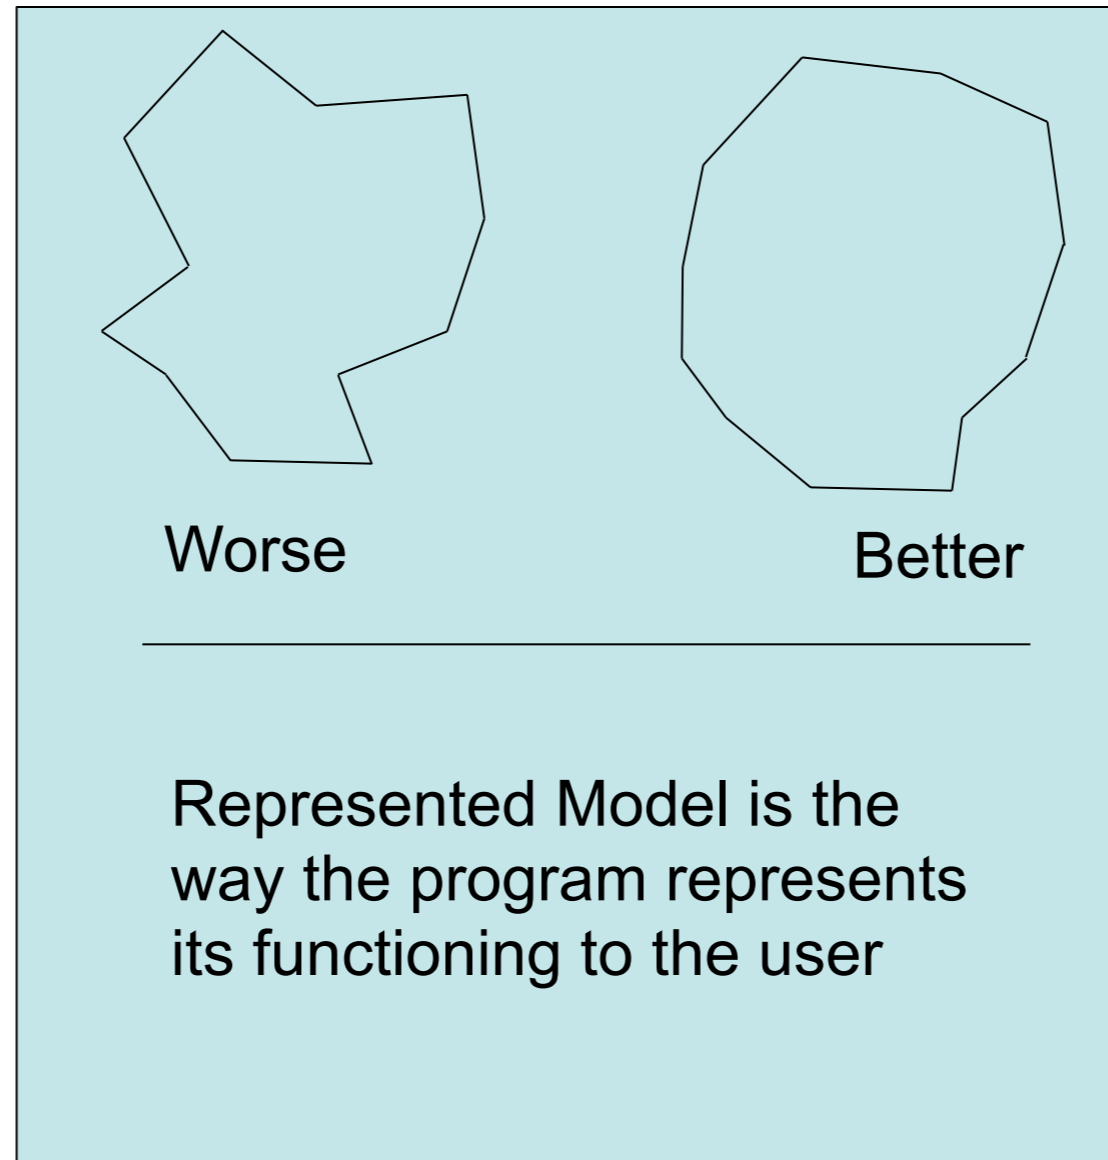 Worse
Better
Represented Model is the
way the program represents
its functioning to the user